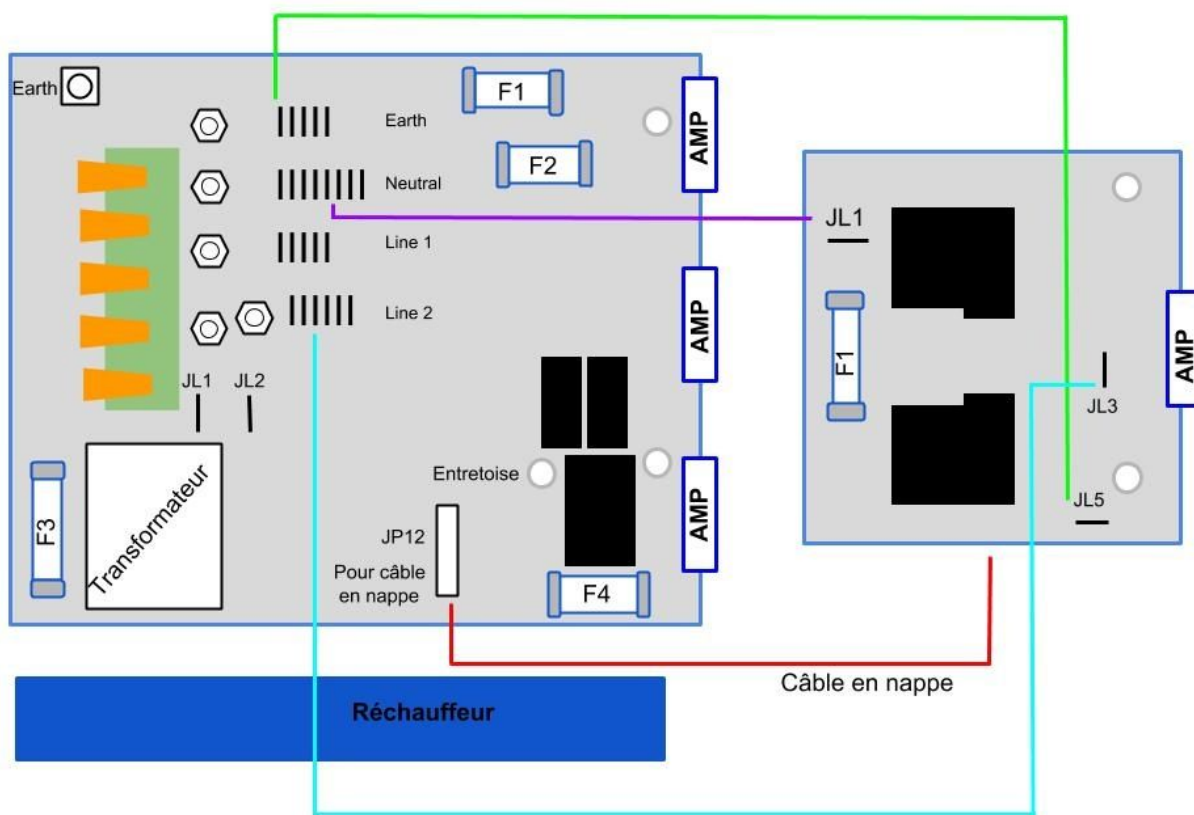 Earth
F1
Earth
AMP
F2
Neutral
JL1
Line 1
Line 2
AMP
F1
AMP
JL1
JL2
JL3
Entretoise
Transformateur
F3
JP12
AMP
JL5
Pour câble
en nappe
F4
Câble en nappe
Réchauffeur